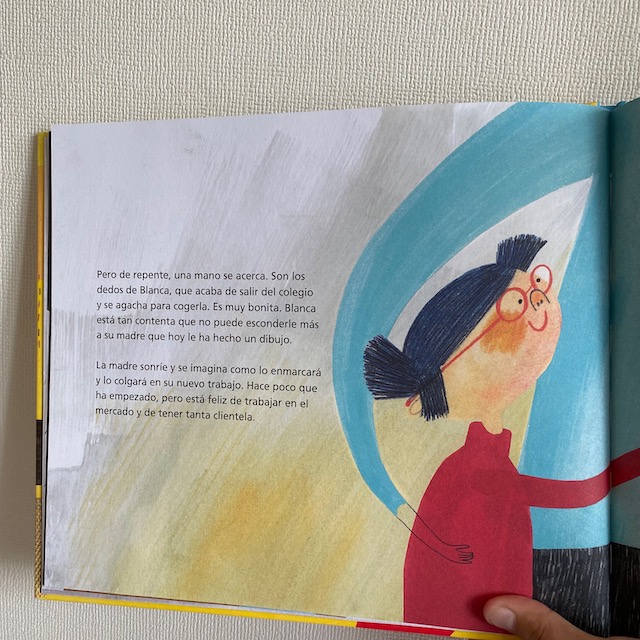 Pero de repente, una mano se acerca. Son los
dedos de Blanca, que acaba de salir del colegio
y se agacha para cogerla. Es muy bonita. Blanca
está tan contenta que no puede esconderle más
a su madre que hoy le ha hecho un dibujo.
La madre sonríe y se imagina como lo enmarcará
y lo colgará en su nuevo trabajo. Hace poco que
ha empezado, pero está feliz de trabajar en el
mercado y de tener tanta clientela.